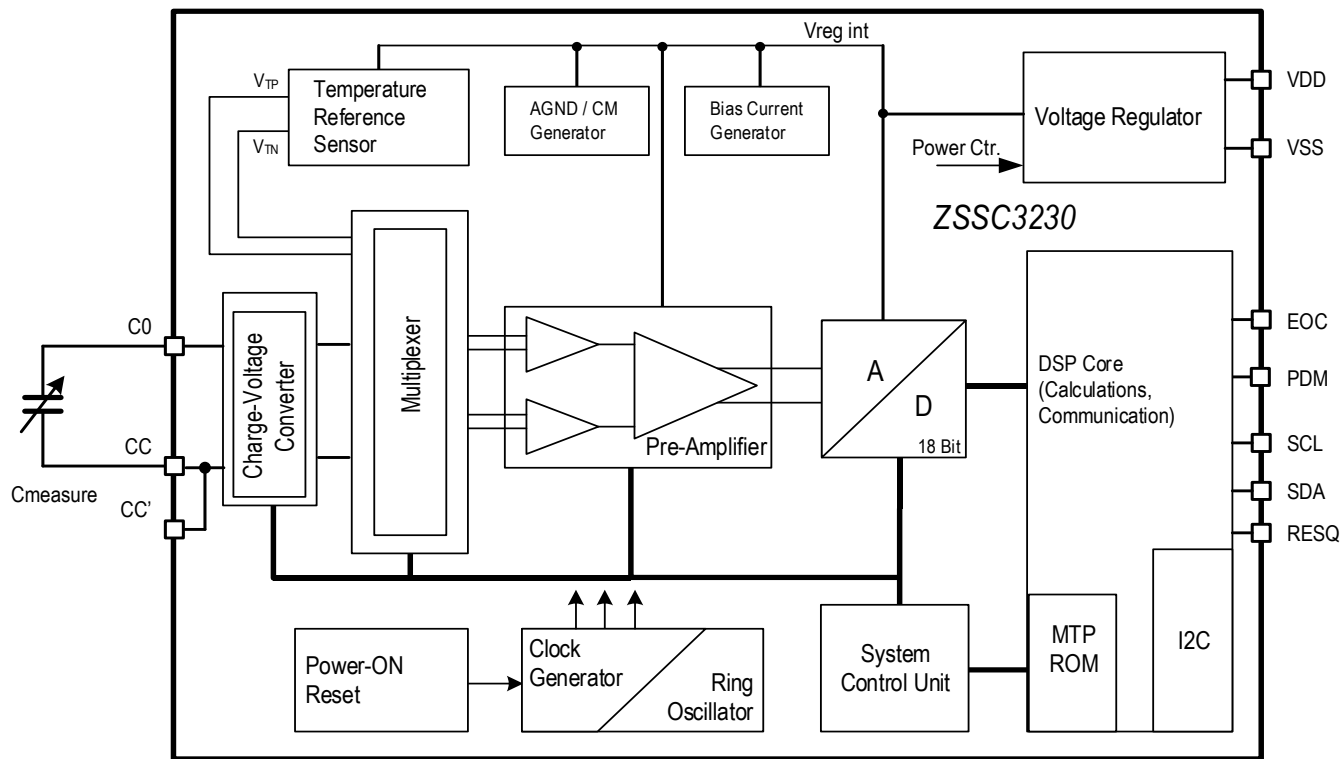 Vreg int
VTP
VTN
Temperature
Reference
Sensor
AGND / CM
Generator
Bias Current
Generator
Voltage Regulator
VDD
VSS
Power Ctr.
ZSSC3230
C0
CC
CC'
Cmeasure
Charge-Voltage
Converter
Multiplexer
Pre-Amplifier
A
D
18 Bit
DSP Core
(Calculations,
Communication)
EOC
PDM
SCL
SDA
RESQ
Power-ON
Reset
Clock
Generator
Ring
Oscillator
System
Control Unit
MTP
ROM
I2C